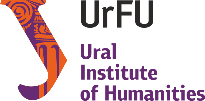 UrFU
Ural
Institute
of Humanities